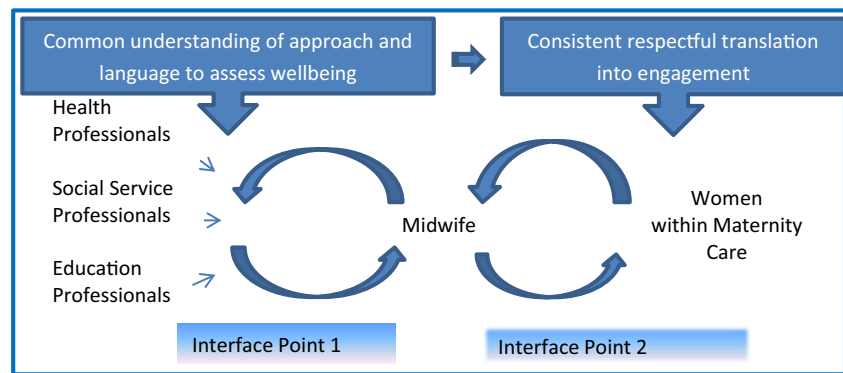 Common understanding of approach and
language to assess wellbeing
Consistent respectful translation
into engagement
Health
Professionals
Social Service
Professionals
Education
Professionals
Midwife
Women
within Maternity
Care
Interface Point 1
Interface Point 2